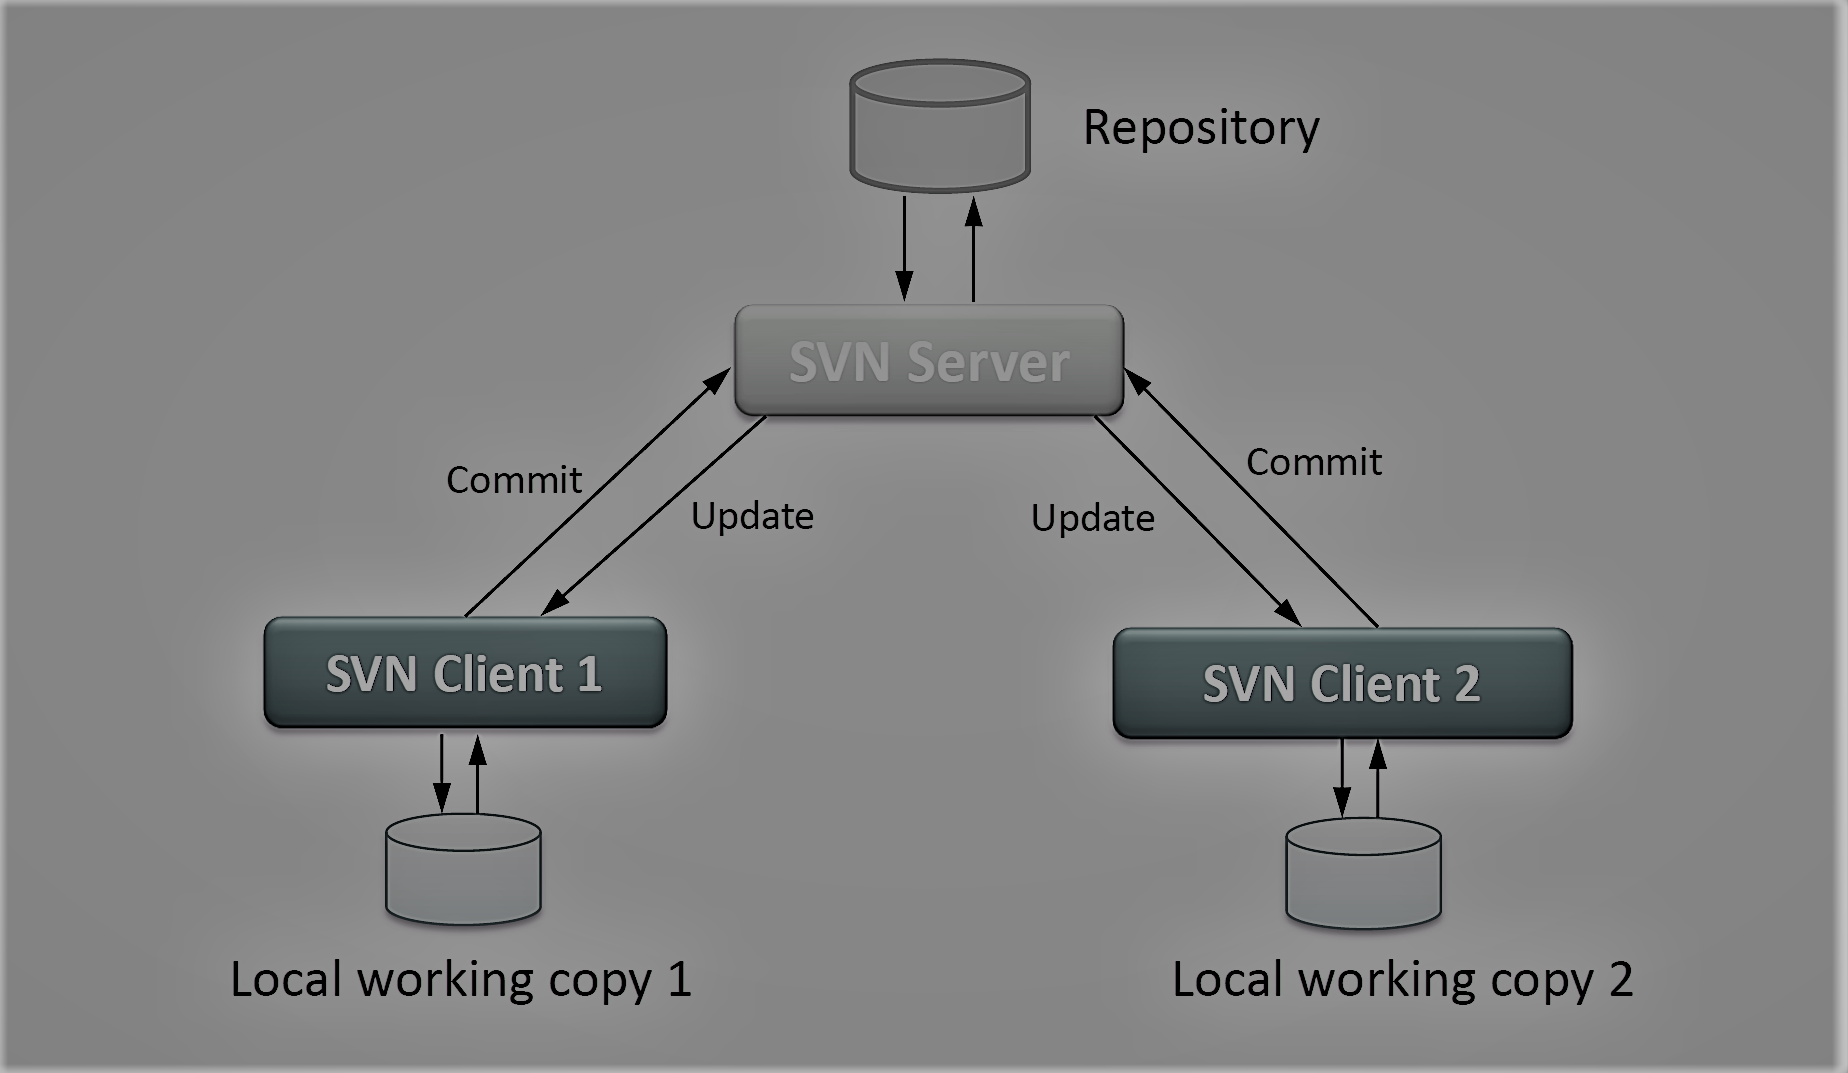 Repository
SVN Server
Commit
Update
Update
Commit
SVN Client 1
SVN Client 2
Local working copy 1
Local working copy 2